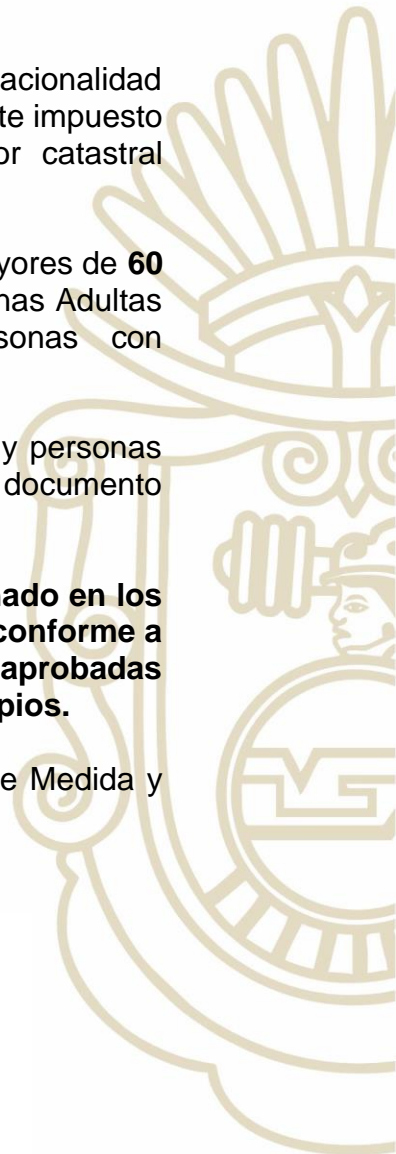 acionalidad
te impuesto
or catastral
yores de 60
nas Adultas
sonas con
y personas
documento
ado en los
conforme a
aprobadas
pios.
e Medida y